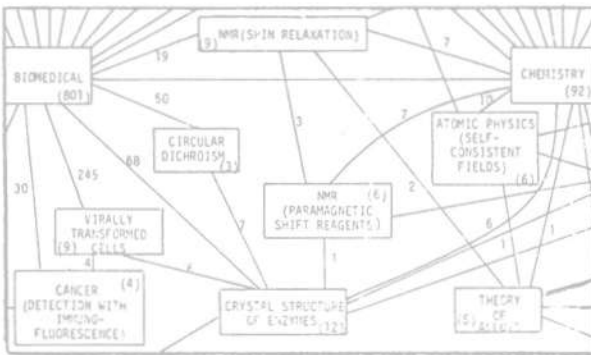 NMR(SPIN RELAXATION)
(9)
19
7
BIOMEDICAL
(801)
CHEMISTRY
(92)
50
10
3
7
CIRCULAR
DICHROISM
(3)
ATOMIC PHYSICS
(SELF-
CONSISTENT
FIELDS)
(6)
68
245
30
NMR (6)
(PARAMAGNETIC
SHIFT REAGENTS)
2
VIRALLY
TRANSFORMED
(9) CELLS
7
6
1
1
1
4
CANCER (4)
(DETECTION WITH
IMMUNO-
FLUORESCENCE)
CRYSTAL STRUCTURE
OF ENZYMES
(12)
THEORY
OF
(5)